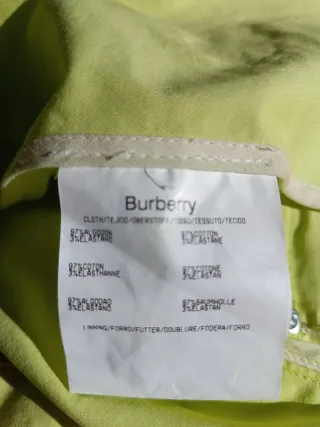 Burberry
CLOTH/TEJIDO/OBERSTOFF/TISSU/TESSUTO/TECIDO
97%ALGODON 97%COTTON
3%ELASTANO 3%ELASTANE
97%COTON 97%COTONE
3%ELASTHANNE 3%ELASTAN
97%ALGODAO 97%BAUMWOLLE
3%ELASTANO 3%ELASTAN
LINNING/FORRO/FUTTER/DOUBLURE/FODERA/FORRO